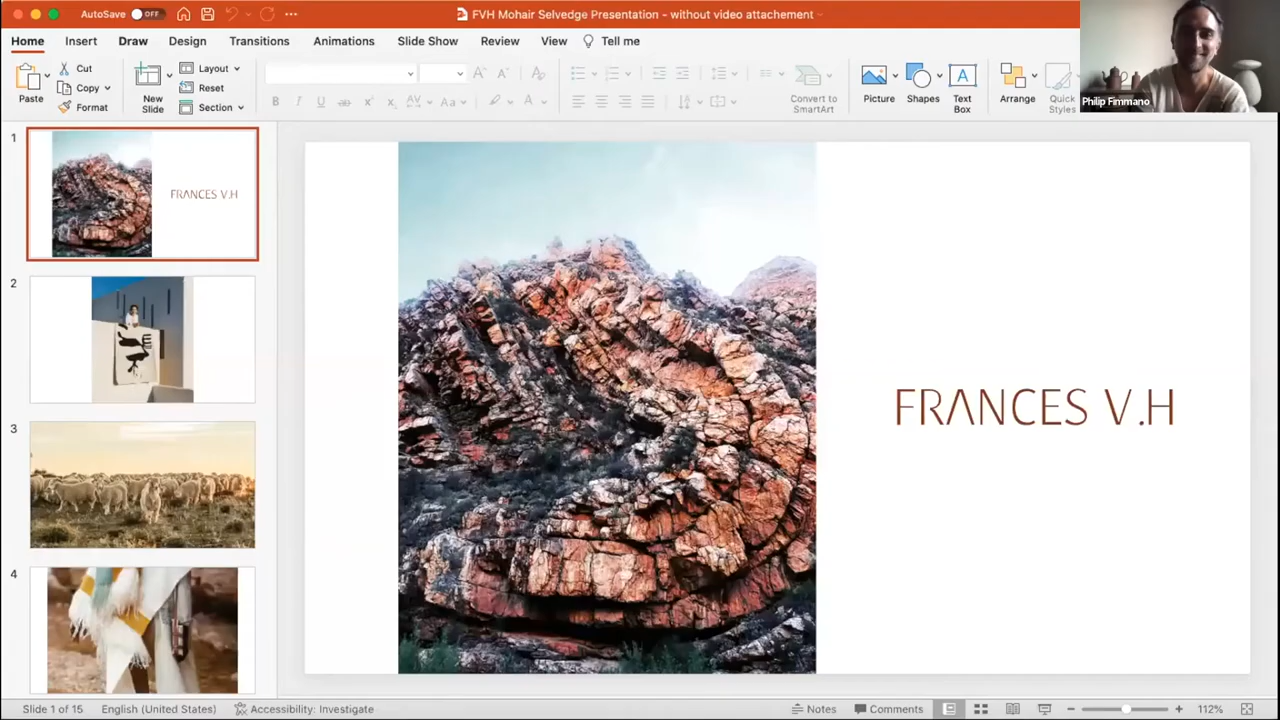 AutoSave OFF
FVH Mohair Selvedge Presentation - without video attachement
Home Insert Draw Design Transitions Animations Slide Show Review View Tell me
Paste
Cut
Copy
Format
New Slide
Layout
Reset
Section
B I ab AV Aa A
Convert to SmartArt
Picture
Shapes
A
Text Box
Arrange
Quick Styles
Philip Fimmano
1
FRANCES V.H
2
3
4
FRANCES V.H
Slide 1 of 15 English (United States) Accessibility: Investigate Notes Comments 112%